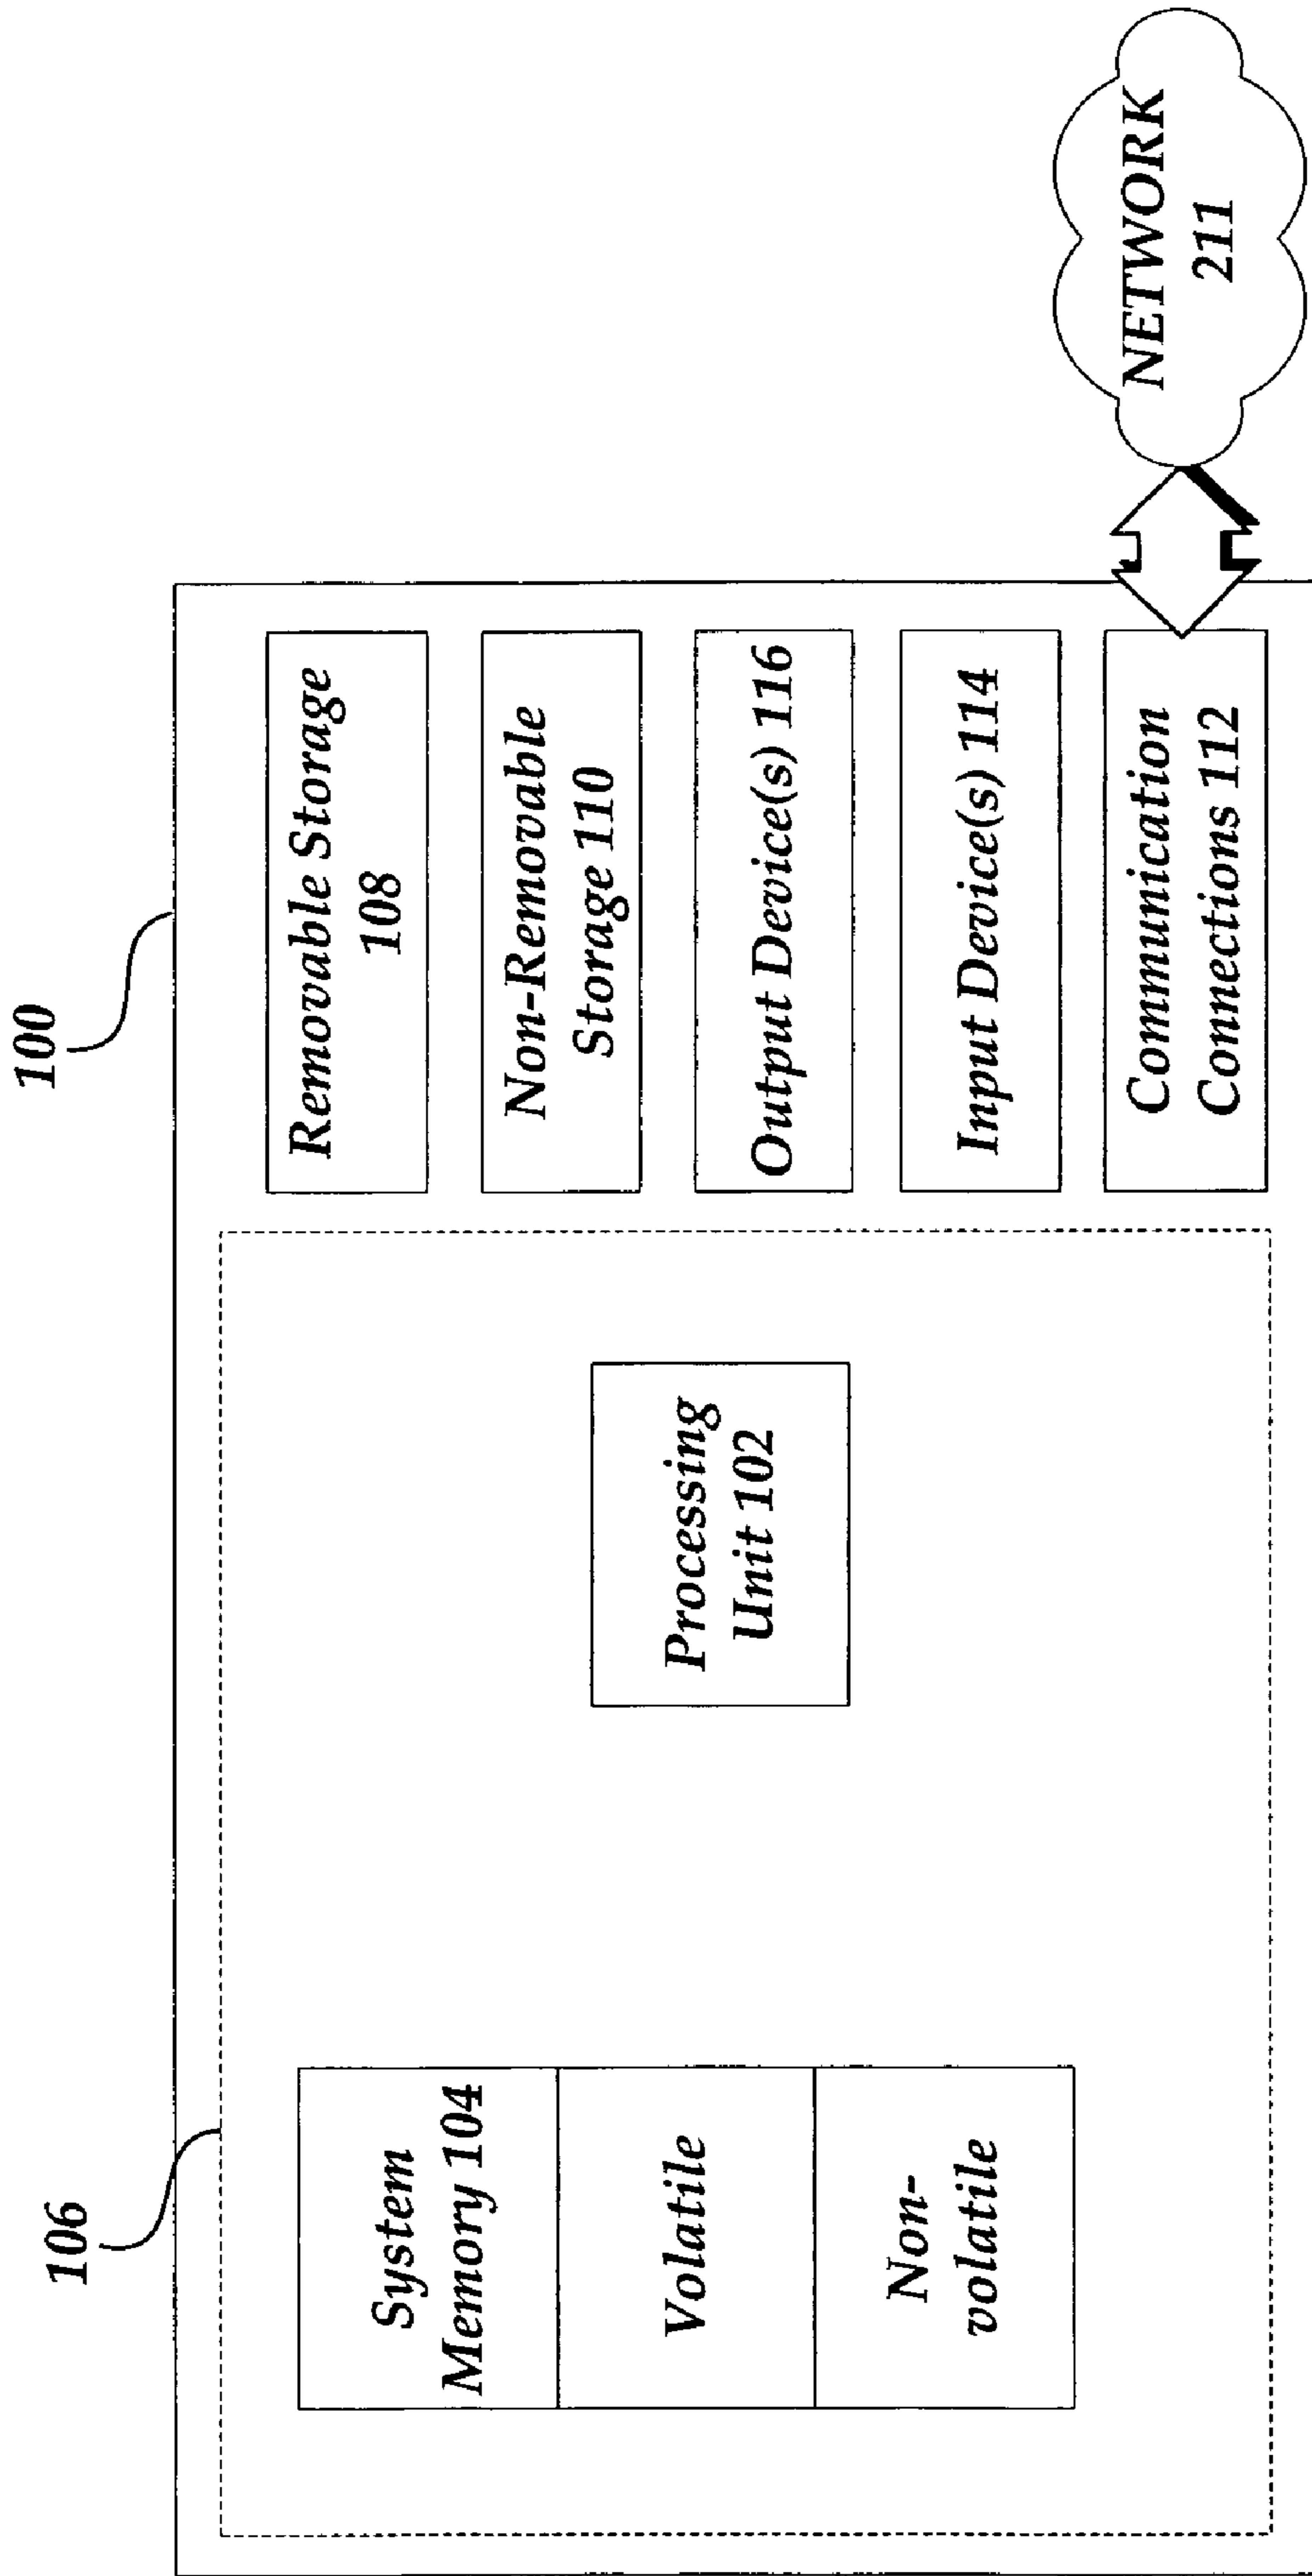 106
100
System
Memory 104
Volatile
Non-
volatile
Processing
Unit 102
Removable Storage
108
Non-Removable
Storage 110
Output Device(s) 116
Input Device(s) 114
Communication
Connections 112
NETWORK
211